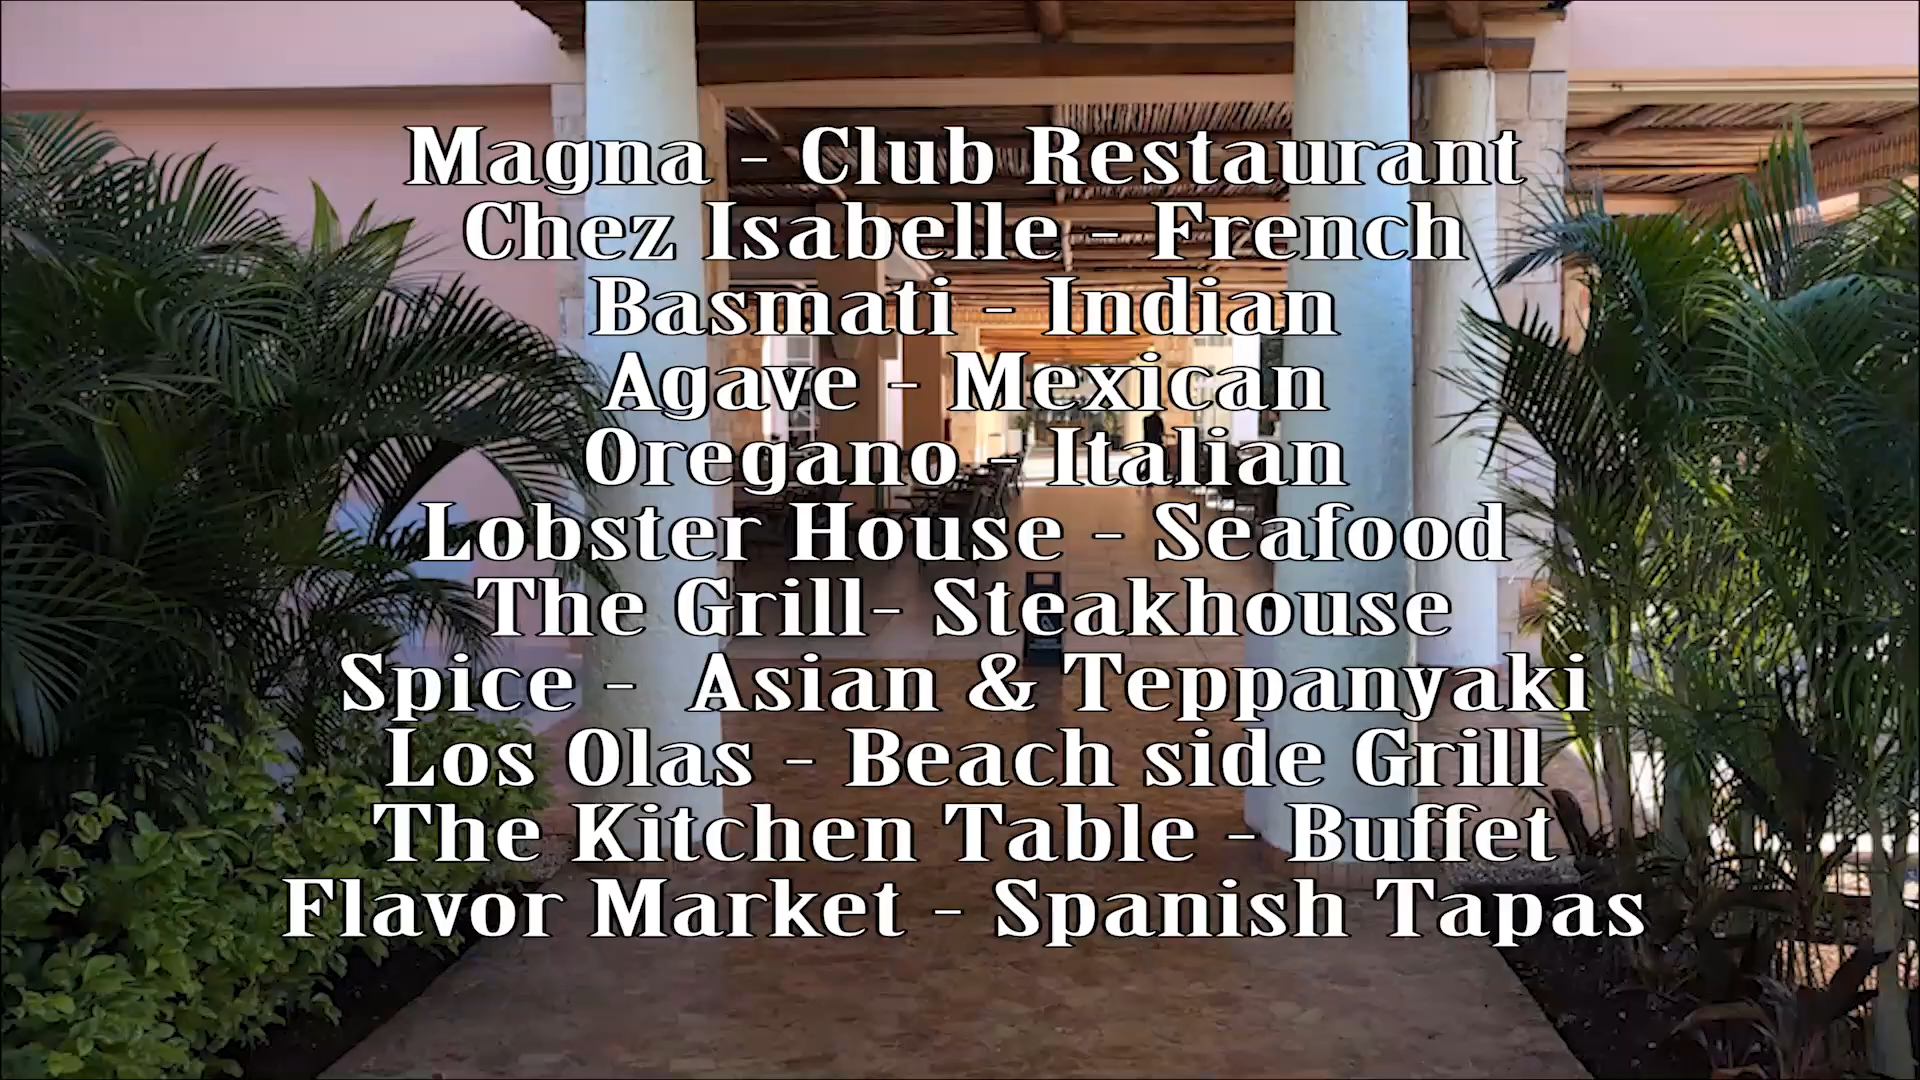 Magna - Club Restaurant
Chez Isabelle - French
Basmati - Indian
Agave - Mexican
Oregano - Italian
Lobster House - Seafood
The Grill- Steakhouse
Spice -  Asian & Teppanyaki
Los Olas - Beach side Grill
The Kitchen Table - Buffet
Flavor Market - Spanish Tapas